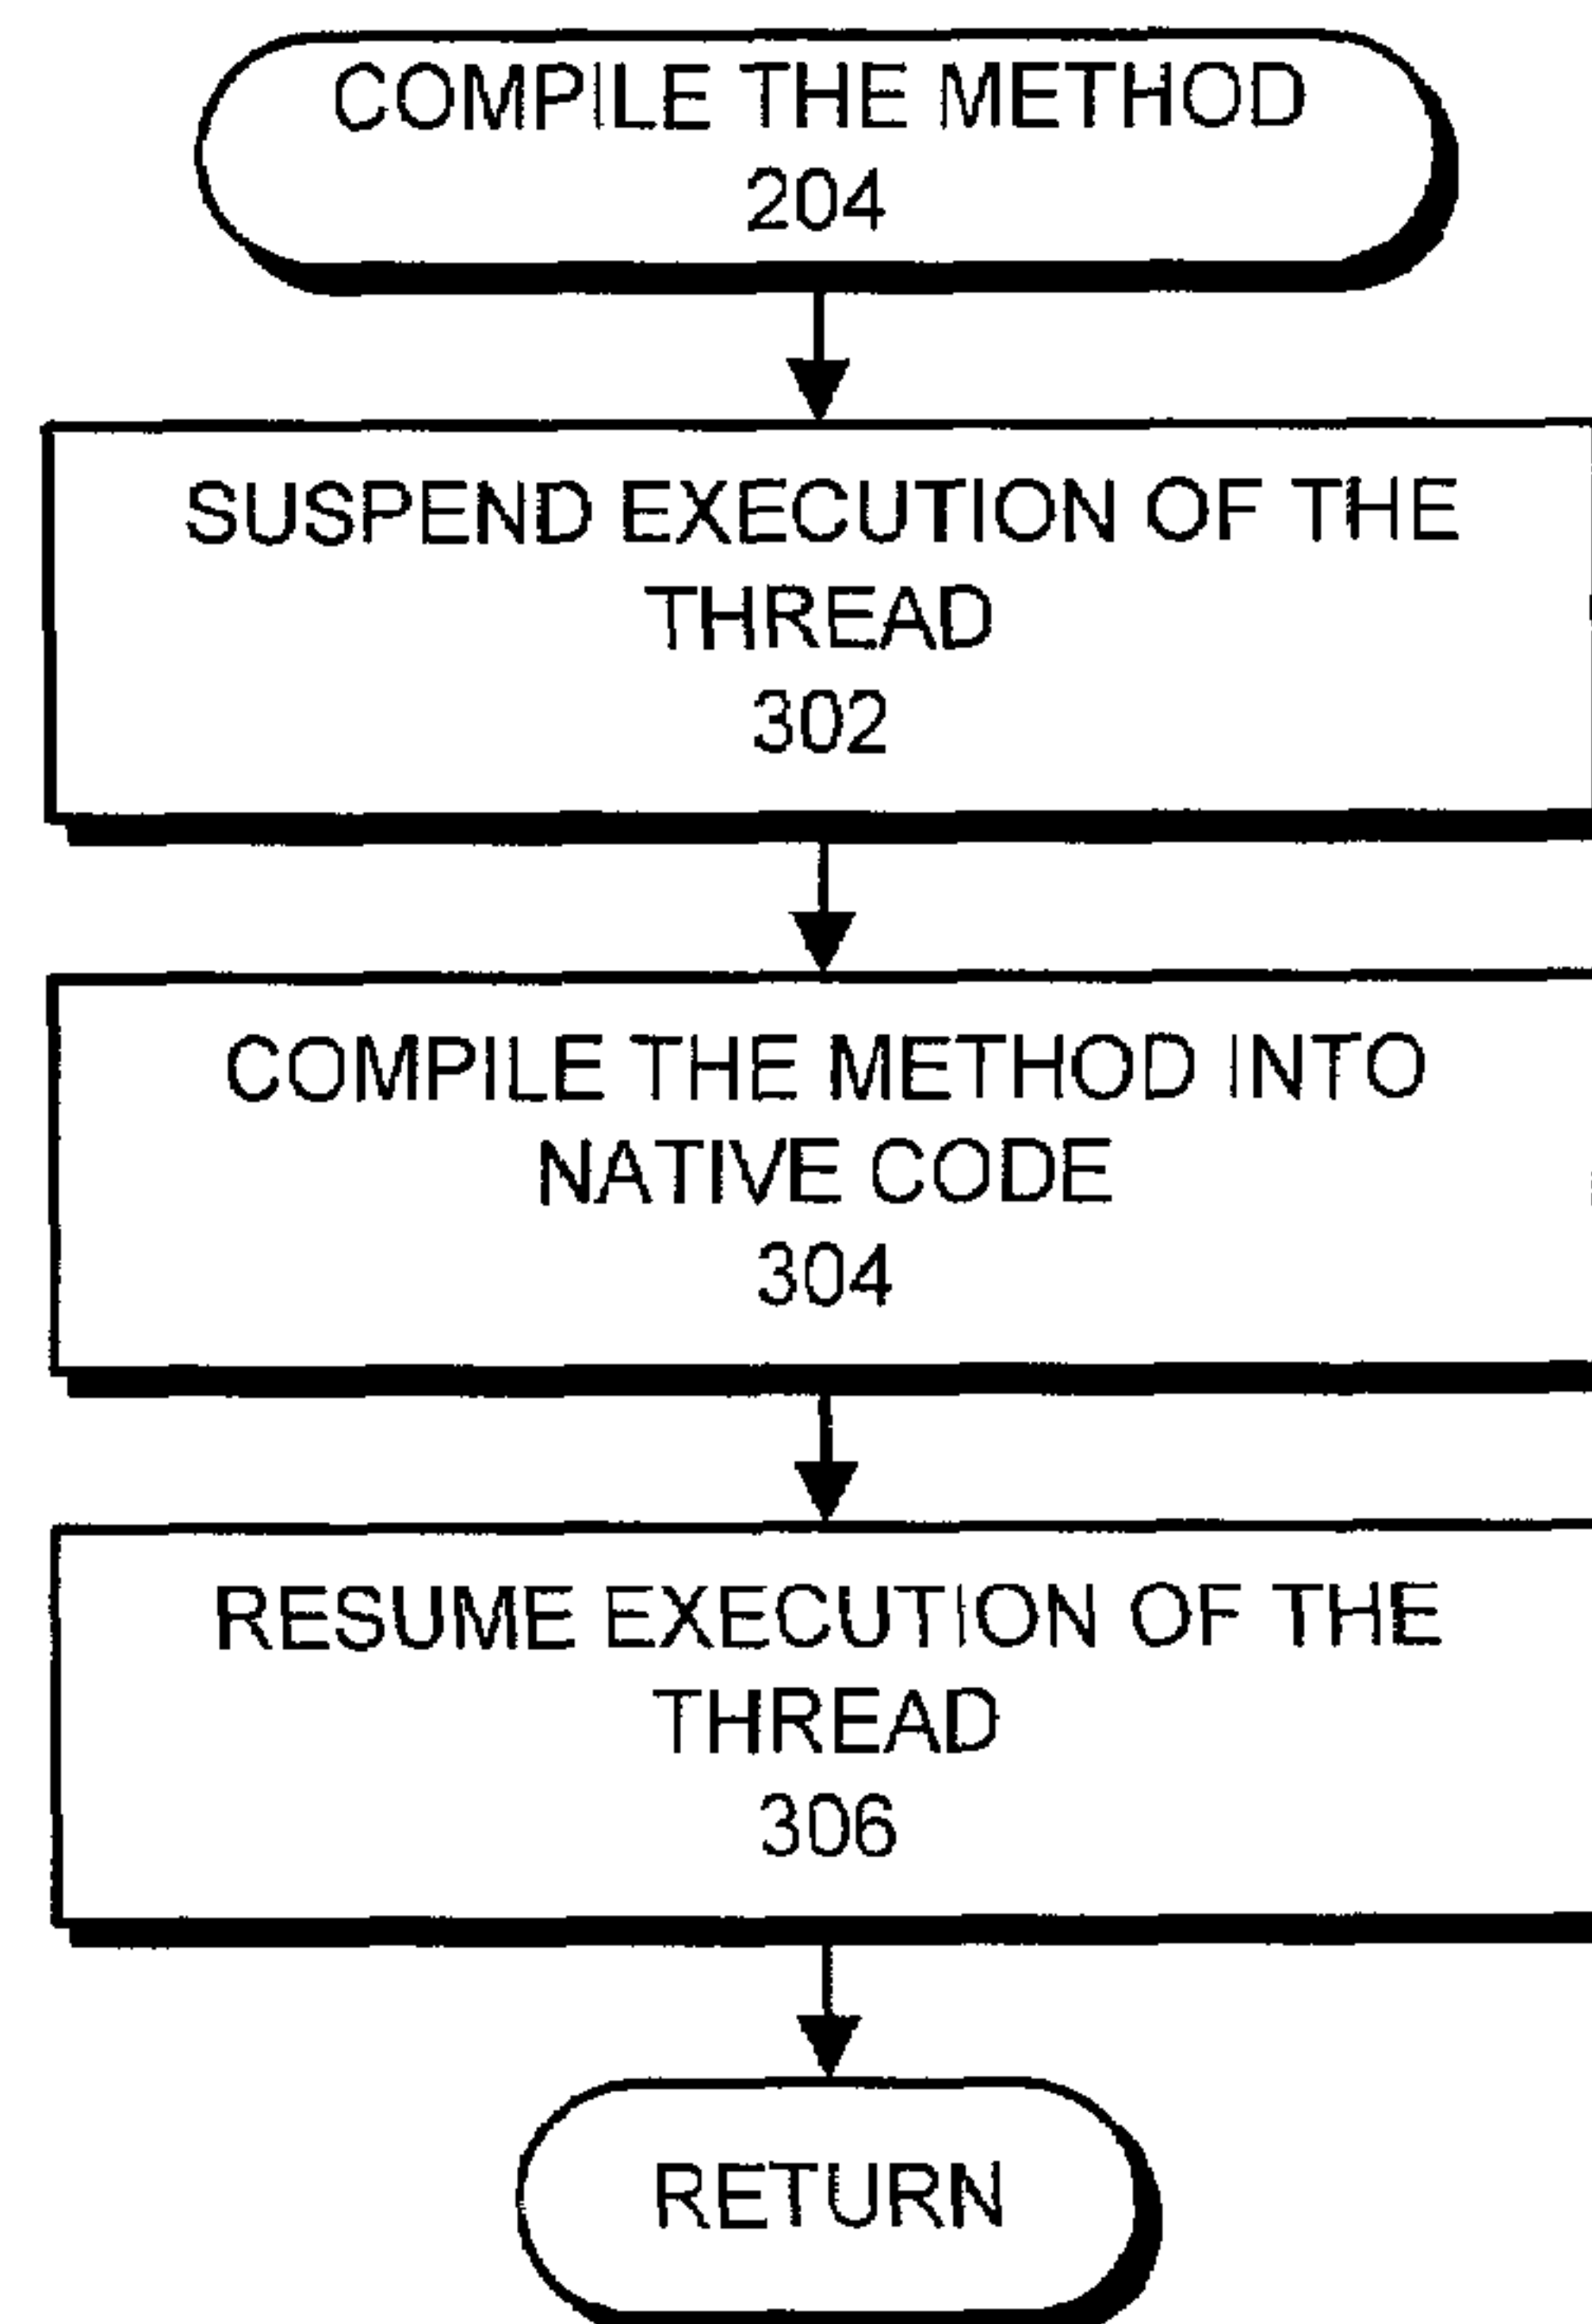 COMPILE THE METHOD
204
SUSPEND EXECUTION OF THE
THREAD
302
COMPILE THE METHOD INTO
NATIVE CODE
304
RESUME EXECUTION OF THE
THREAD
306
RETURN